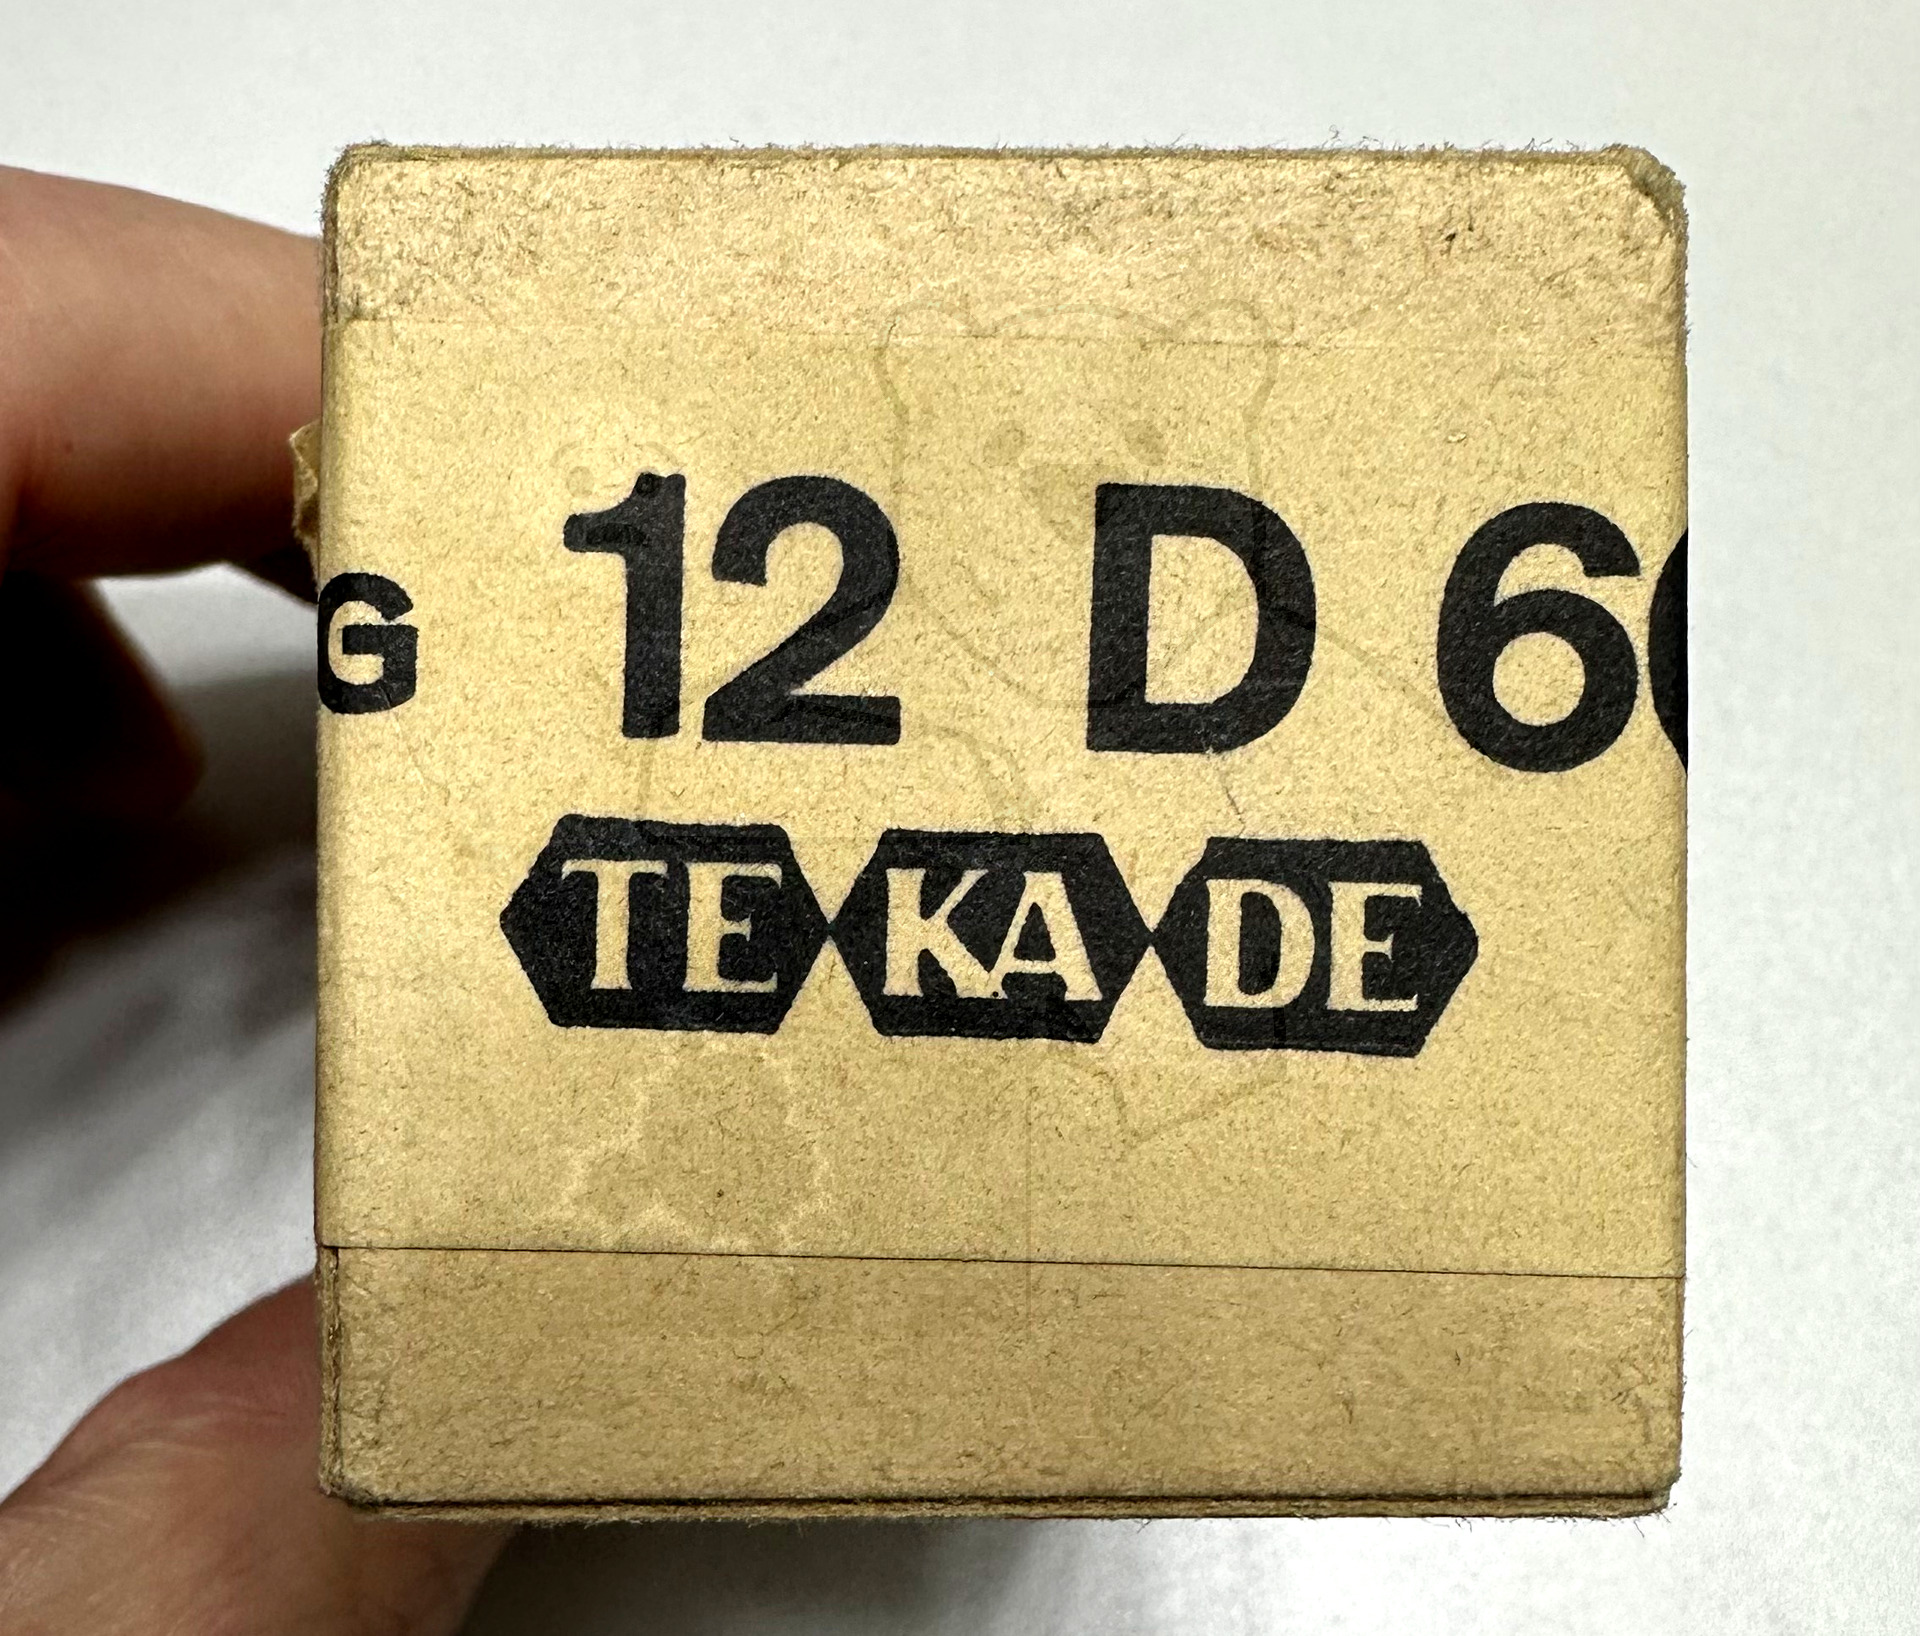 G 12 D 6
TE KA DE